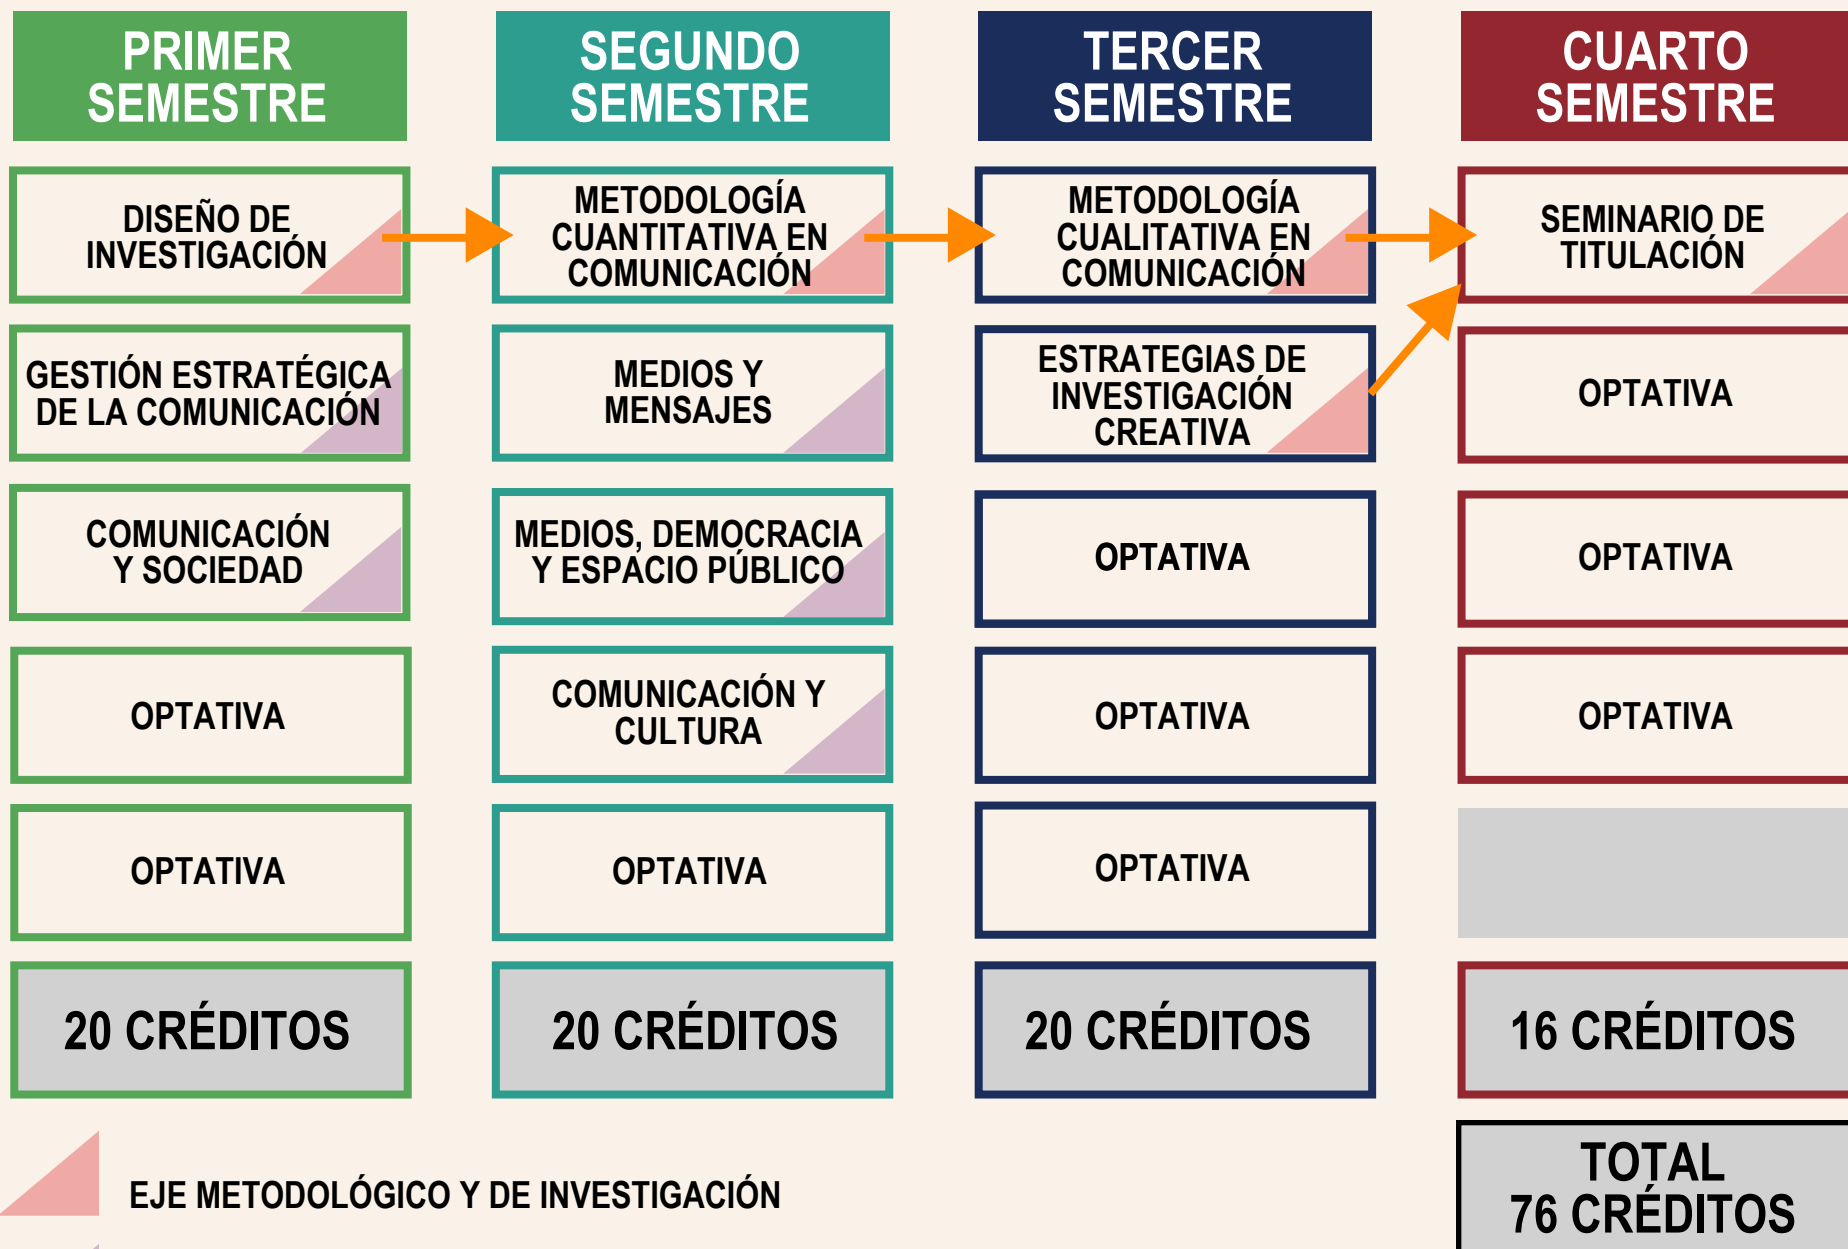 PRIMER
SEMESTRE
SEGUNDO
SEMESTRE
TERCER
SEMESTRE
CUARTO
SEMESTRE
DISEÑO DE
INVESTIGACIÓN
METODOLOGÍA
CUANTITATIVA EN
COMUNICACIÓN
METODOLOGÍA
CUALITATIVA EN
COMUNICACIÓN
SEMINARIO DE
TITULACIÓN
GESTIÓN ESTRATÉGICA
DE LA COMUNICACIÓN
MEDIOS Y
MENSAJES
ESTRATEGIAS DE
INVESTIGACIÓN
CREATIVA
OPTATIVA
COMUNICACIÓN
Y SOCIEDAD
MEDIOS, DEMOCRACIA
Y ESPACIO PÚBLICO
OPTATIVA
OPTATIVA
OPTATIVA
COMUNICACIÓN Y
CULTURA
OPTATIVA
OPTATIVA
OPTATIVA
OPTATIVA
OPTATIVA
20 CRÉDITOS
20 CRÉDITOS
20 CRÉDITOS
16 CRÉDITOS
TOTAL
76 CRÉDITOS
EJE METODOLÓGICO Y DE INVESTIGACIÓN